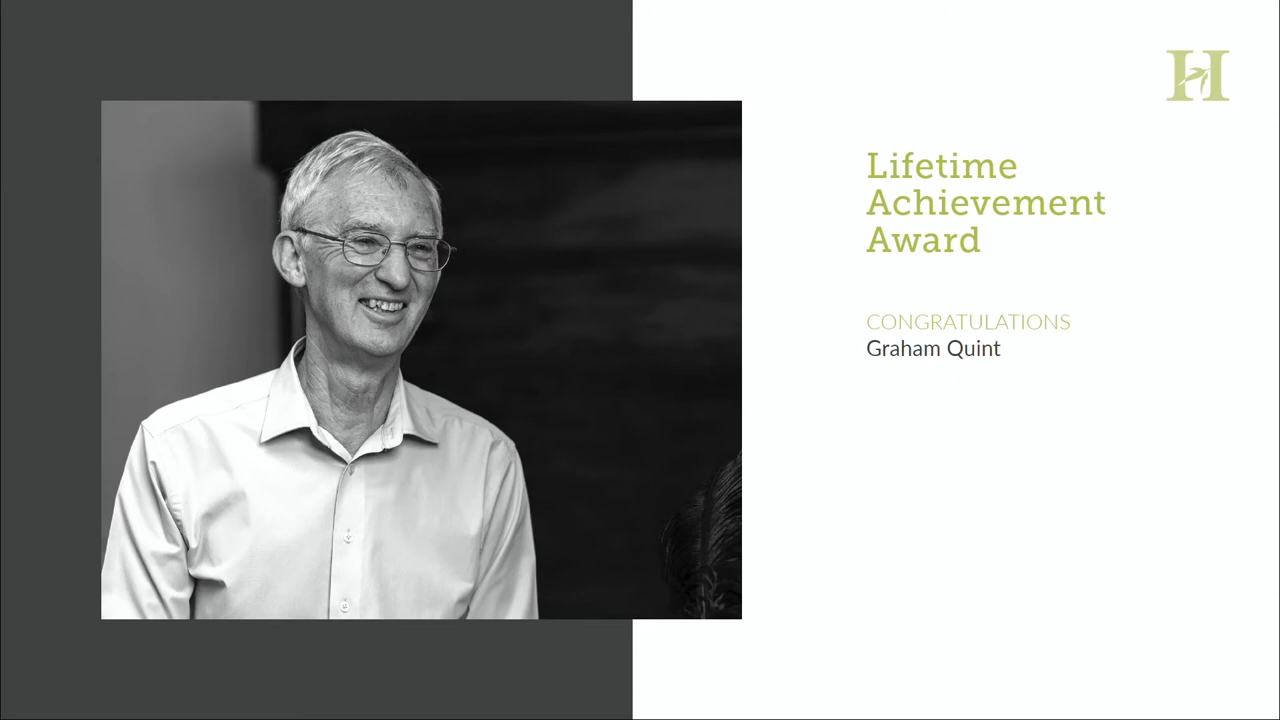 H
Lifetime
Achievement
Award
CONGRATULATIONS
Graham Quint